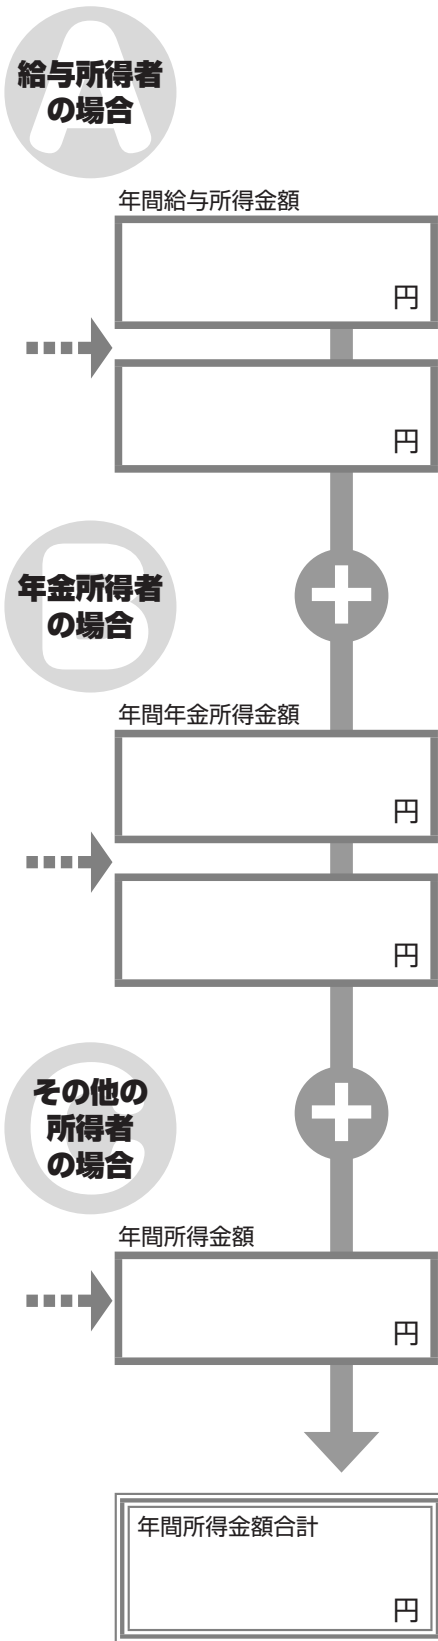 A
給与所得者
の場合
年間給与所得金額
円
円
B
年金所得者
の場合
+
年間年金所得金額
円
円
C
その他の
所得者
の場合
+
年間所得金額
円
年間所得金額合計
円